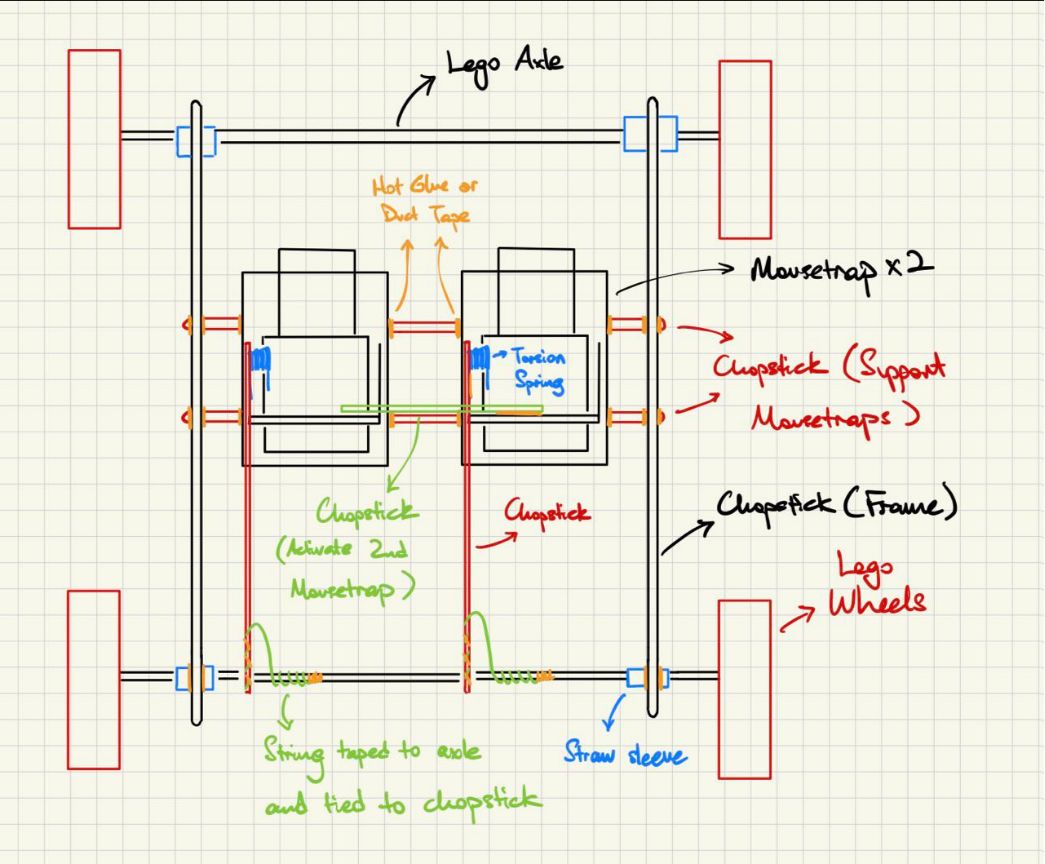 Lego Axle
Hot Glue or
Duct Tape
Mousetrap x2
Torsion
Spring
Chopstick (Support
Mousetraps)
Chopstick
(Activate 2nd
Mousetrap)
Chopstick
Chopstick (Frame)
Lego
Wheels
String taped to axle
and tied to chopstick
Straw sleeve